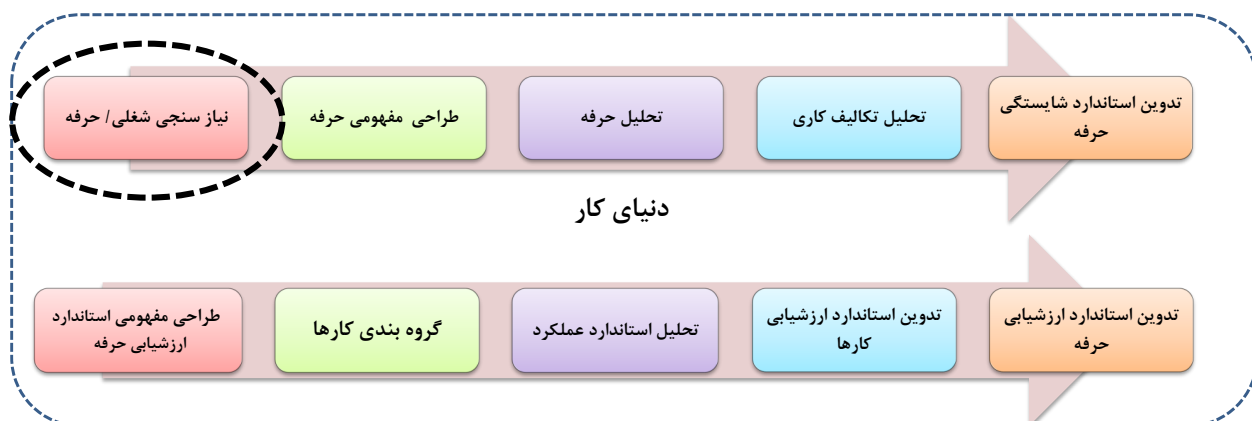 نیاز سنجی شغلی/ حرفه
طراحی مفهومی حرفه
تحلیل حرفه
تحلیل تکالیف کاری
تدوین استاندارد شایستگی
حرفه
دنیای کار
طراحی مفهومی استاندارد
ارزشیابی حرفه
گروه بندی کارها
تحلیل استاندارد عملکرد
تدوین استاندارد ارزشیابی
کارها
تدوین استاندارد ارزشیابی
حرفه